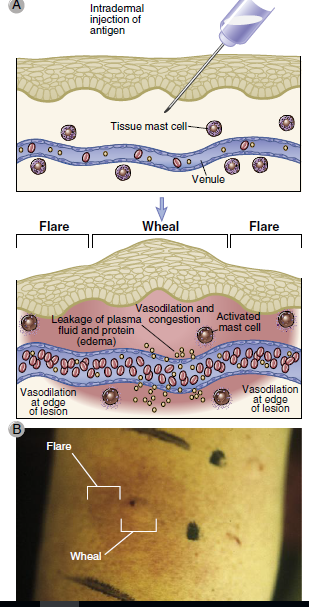 A
Intradermal
injection of
antigen
Tissue mast cell
Venule
Flare
Wheal
Flare
Vasodilation and
congestion
Leakage of plasma
fluid and protein
(edema)
Activated
mast cell
Vasodilation
at edge
of lesion
Vasodilation
at edge
of lesion
B
Flare
Wheal